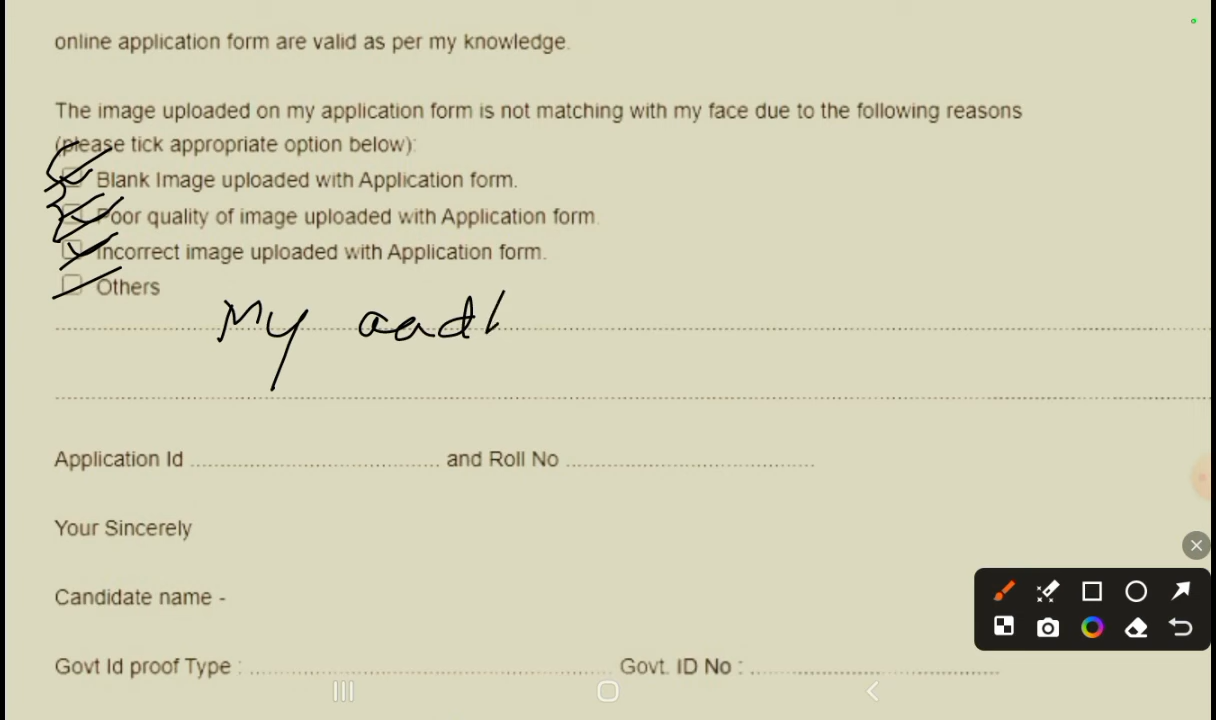 online application form are valid as per my knowledge.
The image uploaded on my application form is not matching with my face due to the following reasons
(please tick appropriate option below):
Blank Image uploaded with Application form.
Poor quality of image uploaded with Application form.
Incorrect image uploaded with Application form.
Others
My aadh
Application Id ........................................ and Roll No ........................................
Your Sincerely
Candidate name -
Govt Id proof Type : ........................................ Govt. ID No : ........................................